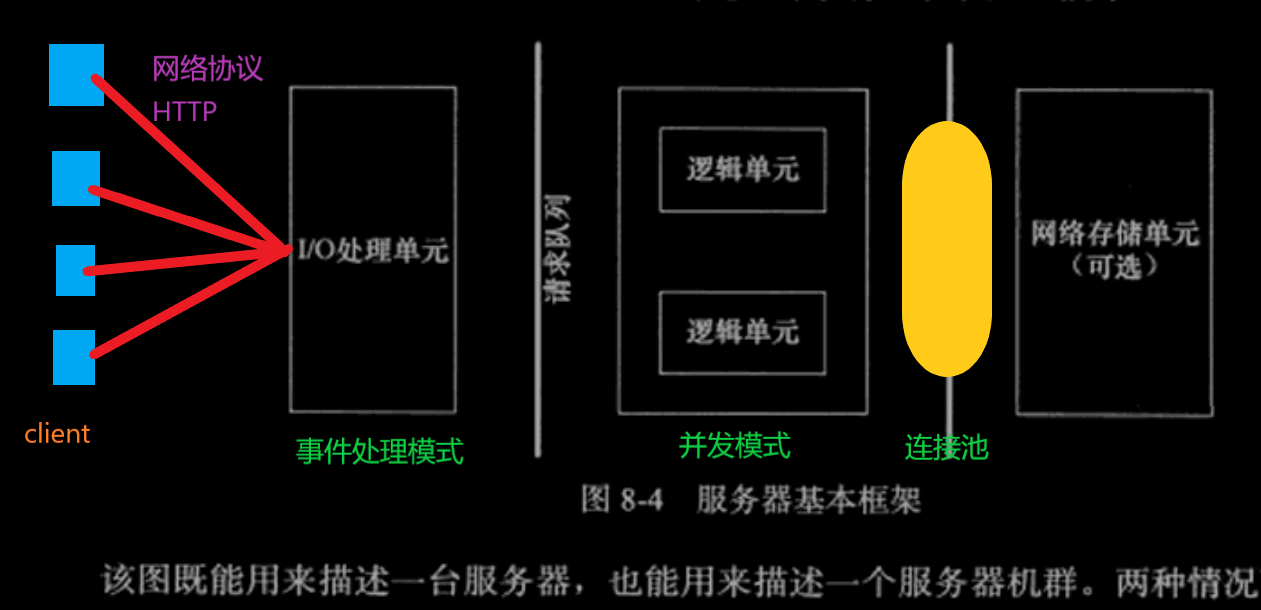 网络协议
HTTP
I/O处理单元
请求队列
逻辑单元
逻辑单元
网络存储单元
（可选）
client
事件处理模式
并发模式
连接池
图 8-4 服务器基本框架
该图既能用来描述一台服务器，也能用来描述一个服务器机群。两种情况